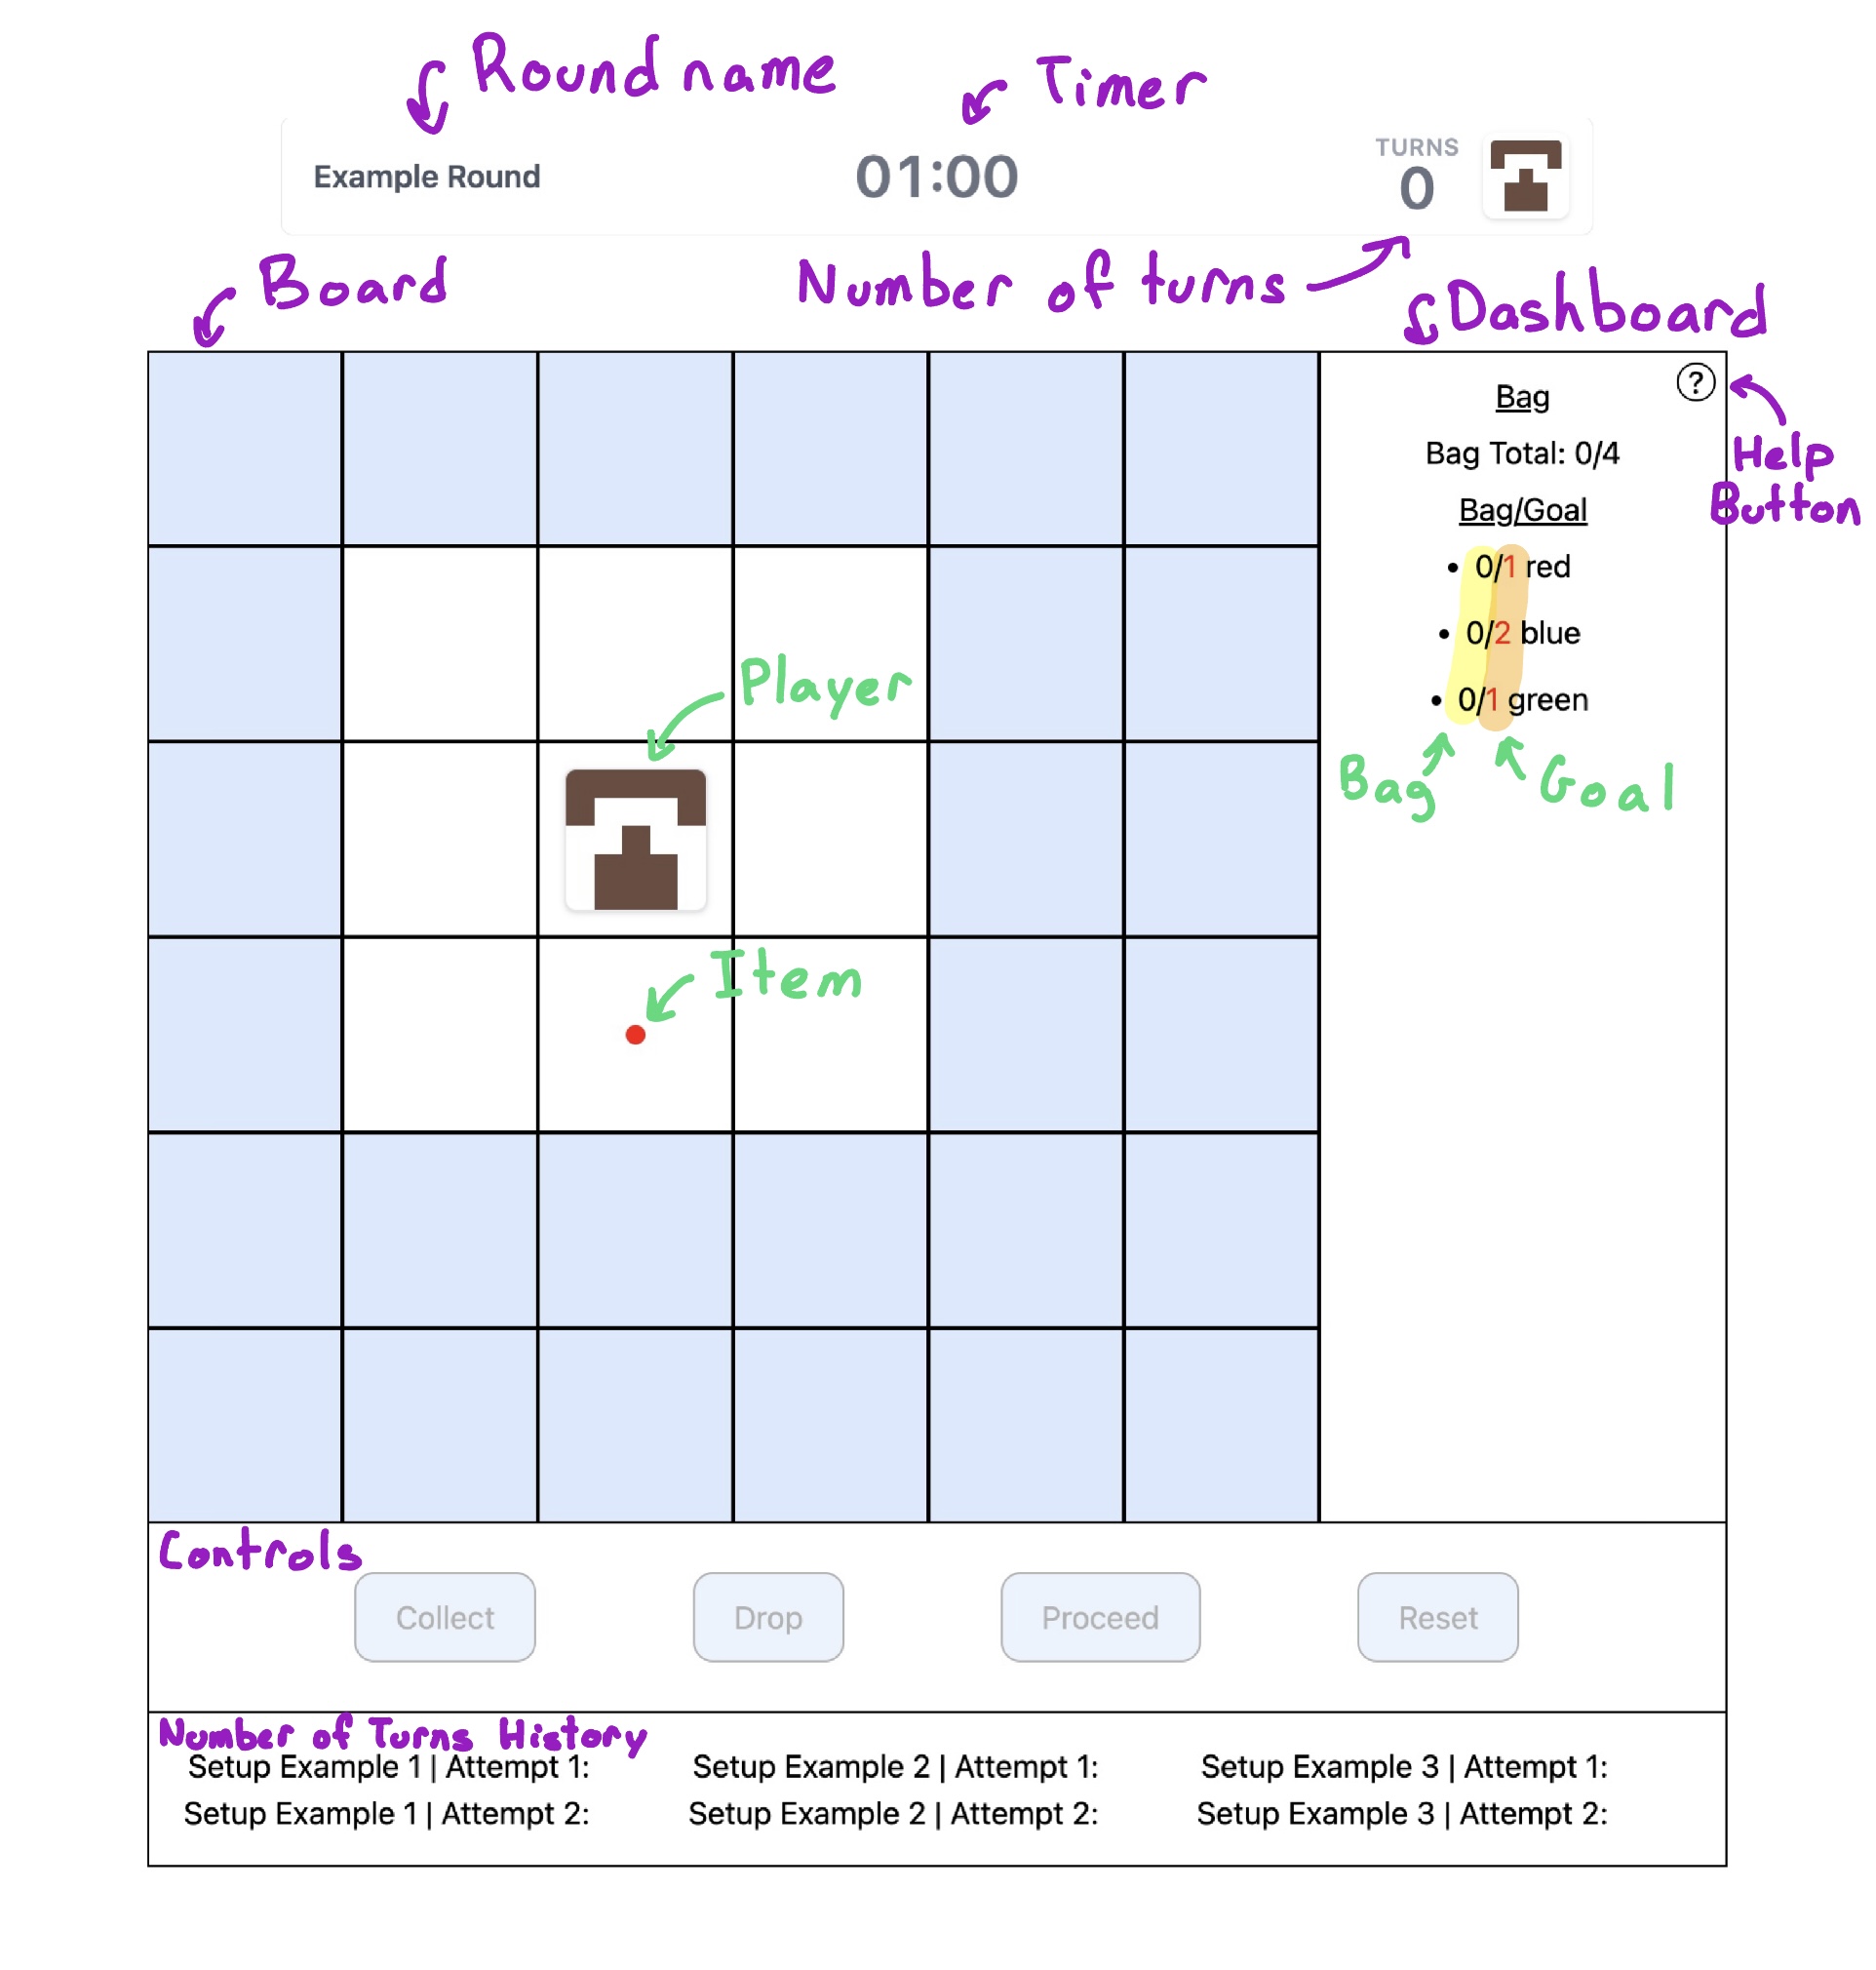 Round name
Timer
Example Round
01:00
TURNS
0
Board
Number of turns
Dashboard
Bag
?
Bag Total: 0/4
Help
Button
Bag/Goal
• 0/1 red
• 0/2 blue
• 0/1 green
Player
Bag
Goal
Item
Controls
Collect
Drop
Proceed
Reset
Number of Turns History
Setup Example 1 | Attempt 1:
Setup Example 2 | Attempt 1:
Setup Example 3 | Attempt 1:
Setup Example 1 | Attempt 2:
Setup Example 2 | Attempt 2:
Setup Example 3 | Attempt 2: